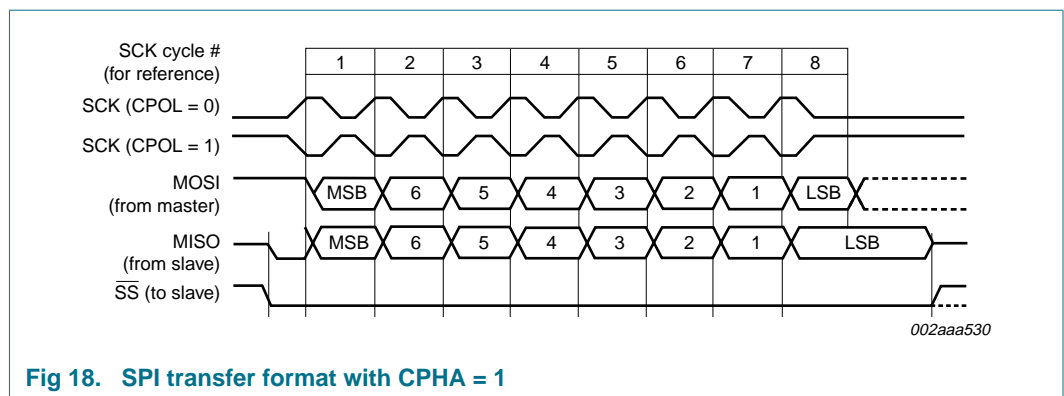 SCK cycle #
(for reference)
1 2 3 4 5 6 7 8
SCK (CPOL = 0)
SCK (CPOL = 1)
MOSI
(from master)
MSB 6 5 4 3 2 1 LSB
MISO
(from slave)
MSB 6 5 4 3 2 1 LSB
SS (to slave)
002aaa530
Fig 18. SPI transfer format with CPHA = 1